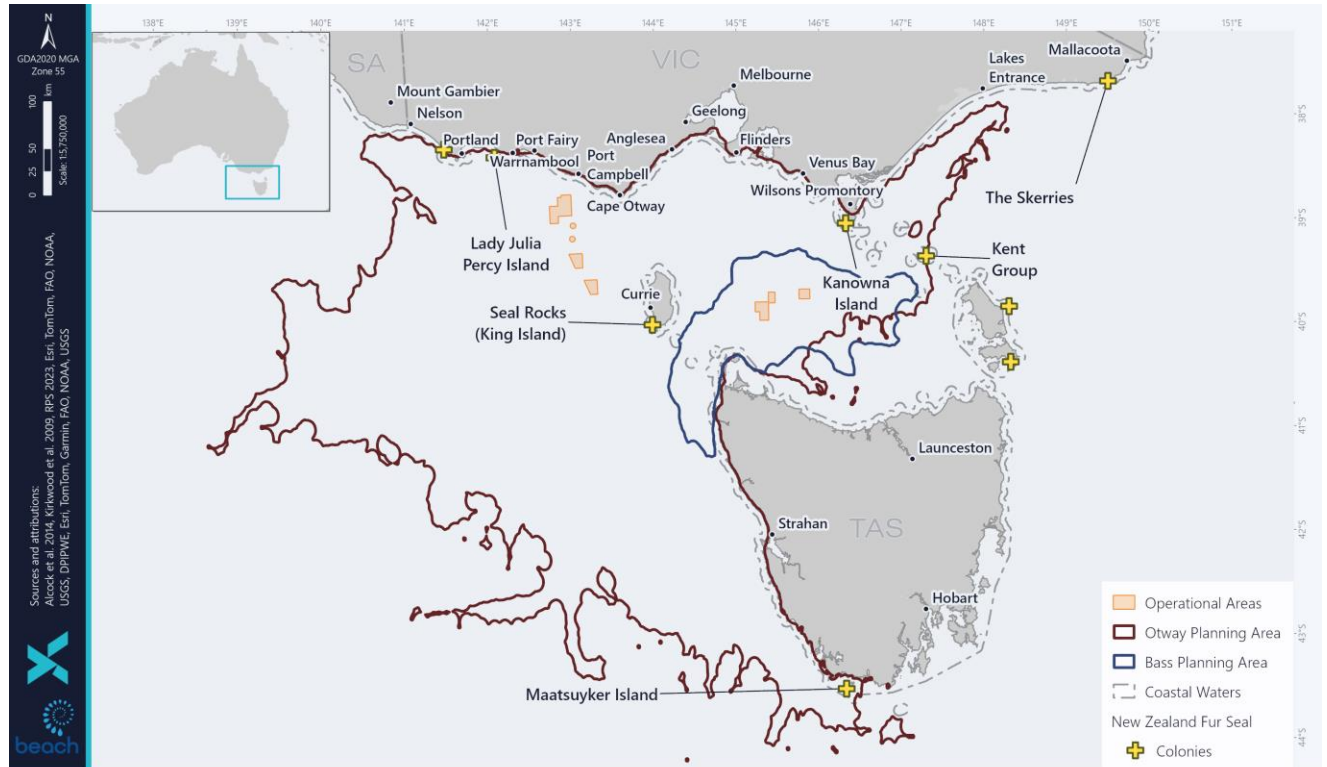 N
GDA2020 MGA
Zone 55
100
50
25
0
km
Scale: 1:5,750,000
Sources and attributions:
Alcock et al. 2014, Kirkwood et al. 2009, RPS 2023, Esri, TomTom, FAO, NOAA,
USGS, DPIPWE, Esri, TomTom, Garmin, FAO, NOAA, USGS
beach
138°E
139°E
140°E
141°E
142°E
143°E
144°E
145°E
146°E
147°E
148°E
149°E
150°E
151°E
38°S
39°S
40°S
41°S
42°S
43°S
44°S
SA
VIC
TAS
Mount Gambier
Nelson
Portland
Port Fairy
Warrnambool
Port
Campbell
Cape Otway
Anglesea
Geelong
Melbourne
Flinders
Venus Bay
Wilsons Promontory
Lakes
Entrance
Mallacoota
The Skerries
Kent
Group
Kanowna
Island
Lady Julia
Percy Island
Currie
Seal Rocks
(King Island)
Launceston
Strahan
Hobart
Maatsuyker Island
Operational Areas
Otway Planning Area
Bass Planning Area
Coastal Waters
New Zealand Fur Seal
Colonies